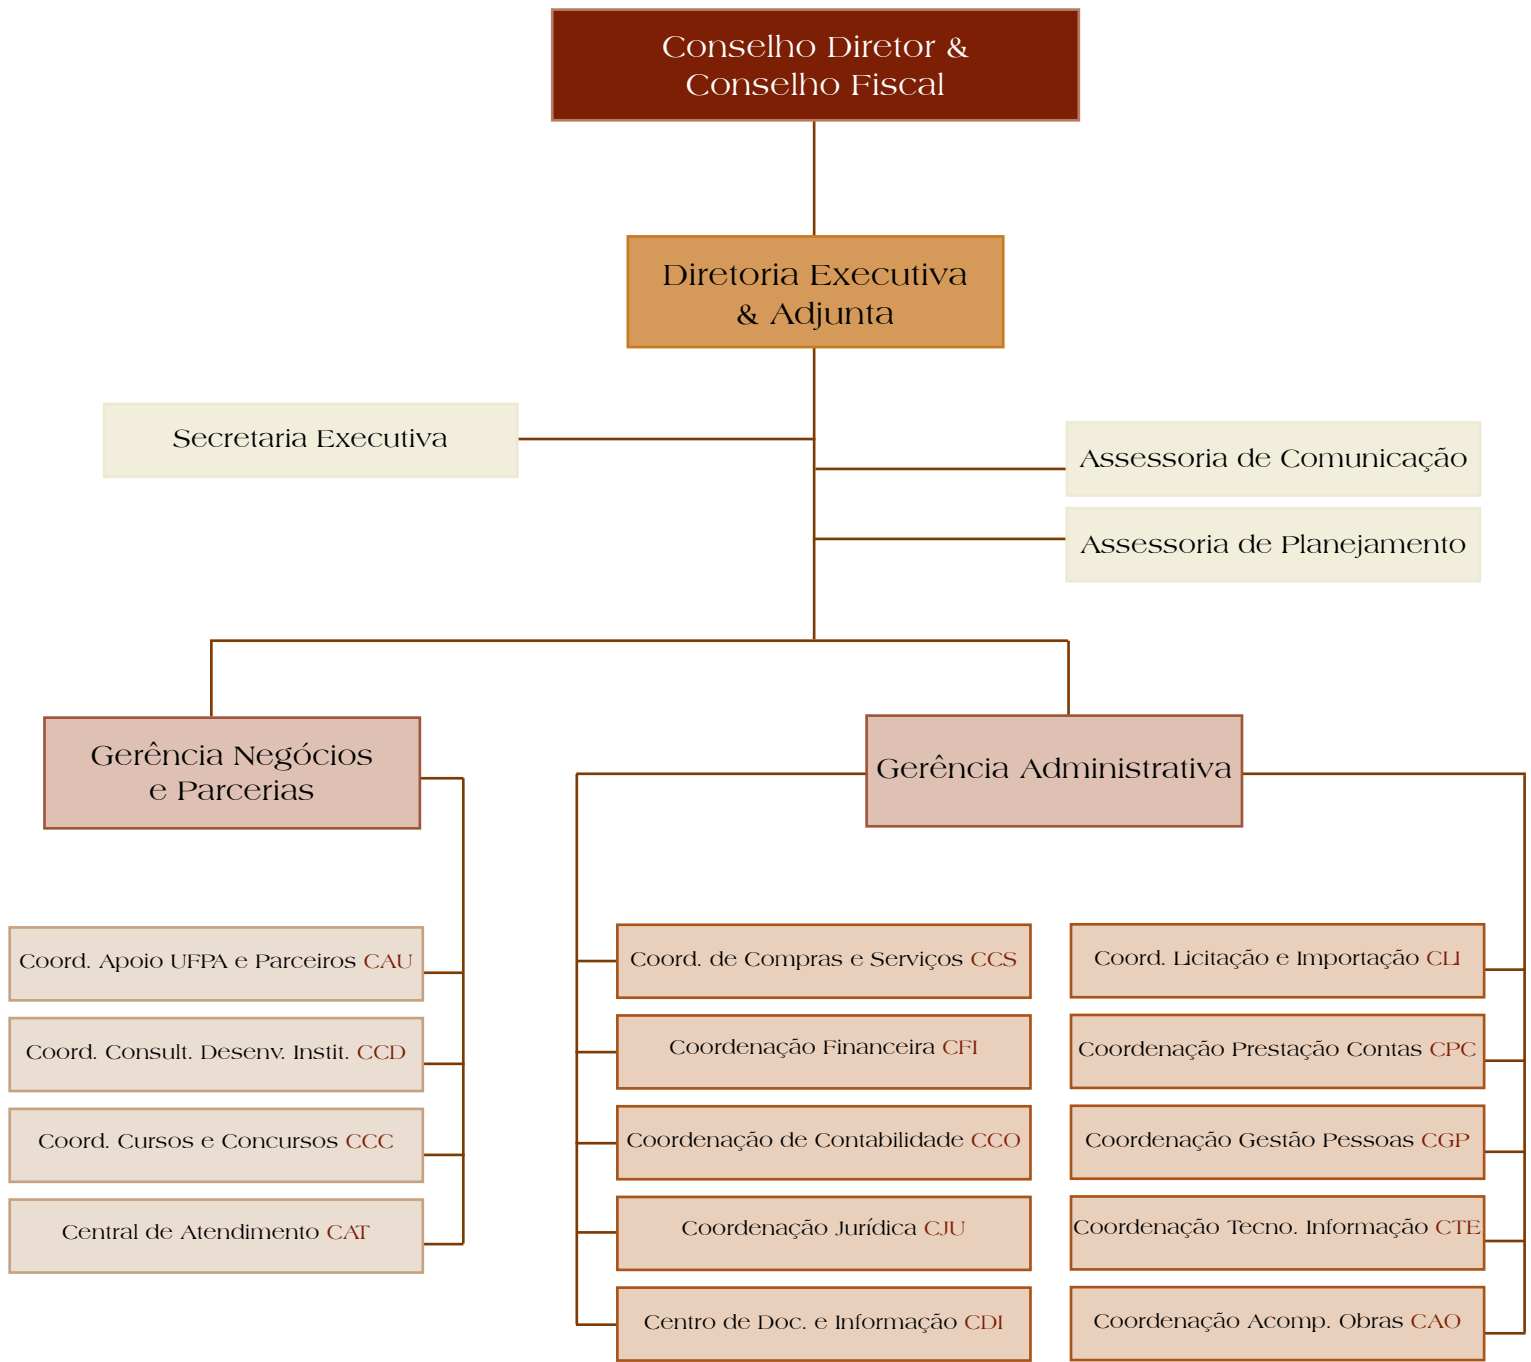 Conselho Diretor &
Conselho Fiscal
Diretoria Executiva
& Adjunta
Secretaria Executiva
Assessoria de Comunicação
Assessoria de Planejamento
Gerência Negócios
e Parcerias
Gerência Administrativa
Coord. Apoio UFPA e Parceiros CAU
Coord. Consult. Desenv. Instit. CCD
Coord. Cursos e Concursos CCC
Central de Atendimento CAT
Coord. de Compras e Serviços CCS
Coordenação Financeira CFI
Coordenação de Contabilidade CCO
Coordenação Jurídica CJU
Centro de Doc. e Informação CDI
Coord. Licitação e Importação CLI
Coordenação Prestação Contas CPC
Coordenação Gestão Pessoas CGP
Coordenação Tecno. Informação CTE
Coordenação Acomp. Obras CAO